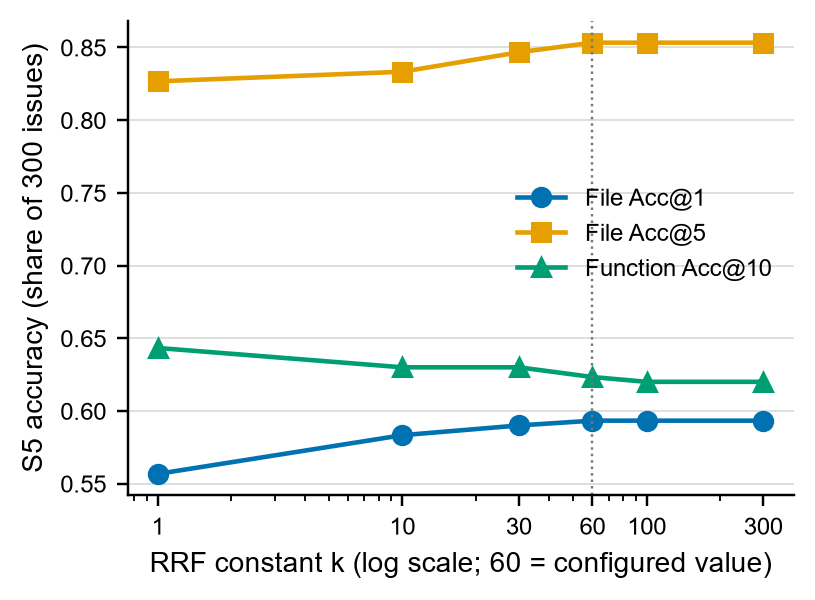 S5 accuracy (share of 300 issues)
0.85
0.80
0.75
0.70
0.65
0.60
0.55
File Acc@1
File Acc@5
Function Acc@10
1 10 30 60 100 300
RRF constant k (log scale; 60 = configured value)